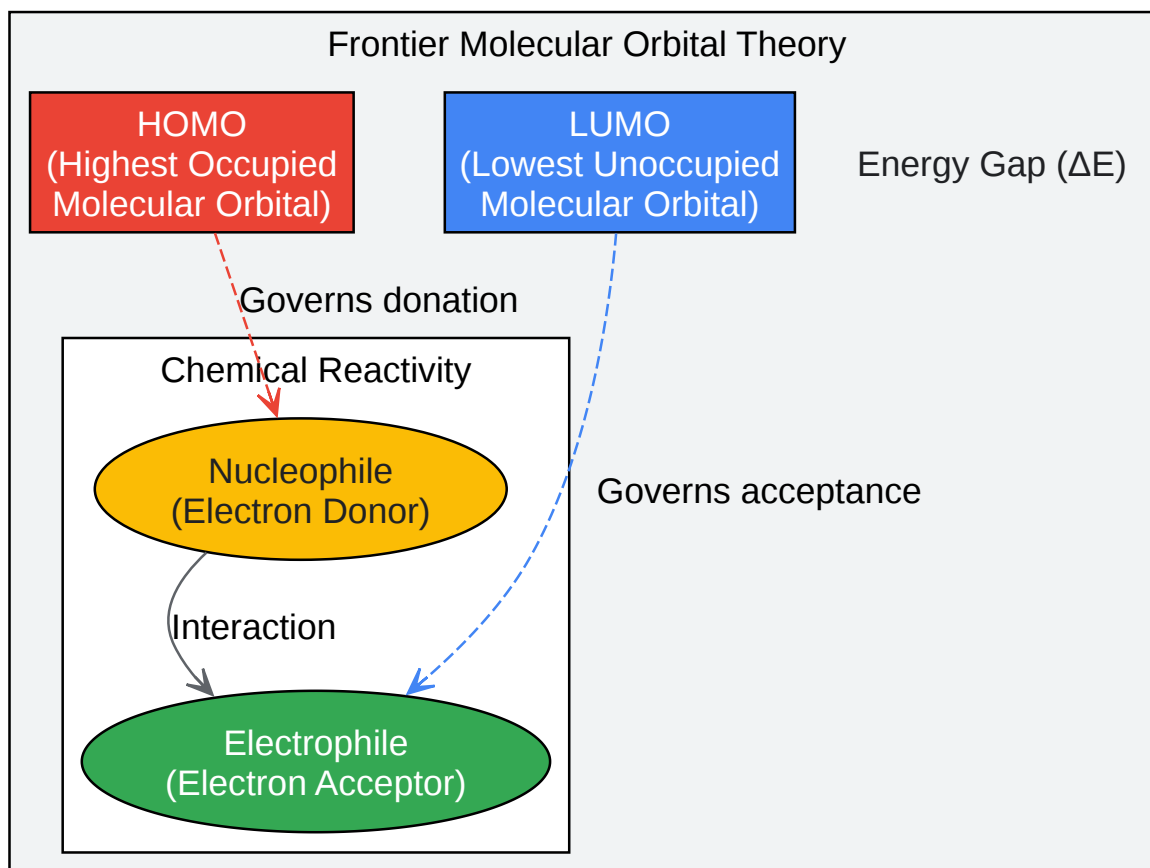 Frontier Molecular Orbital Theory
HOMO
(Highest Occupied
Molecular Orbital)
LUMO
(Lowest Unoccupied
Molecular Orbital)
Energy Gap (ΔE)
Governs donation
Chemical Reactivity
Nucleophile
(Electron Donor)
Governs acceptance
Interaction
Electrophile
(Electron Acceptor)